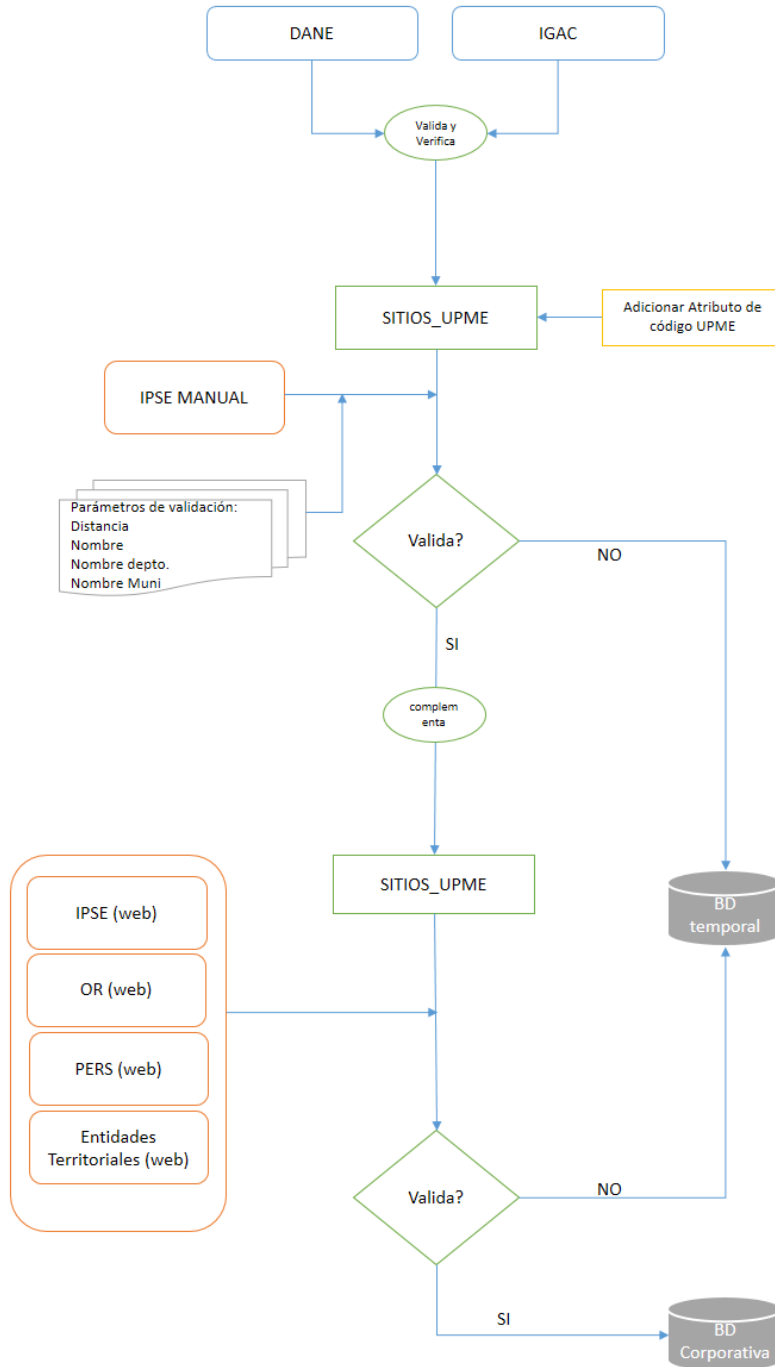 DANE
IGAC
Valida y
Verifica
SITIOS_UPME
Adicionar Atributo de
código UPME
IPSE MANUAL
Parámetros de validación:
Distancia
Nombre
Nombre depto.
Nombre Muni
Valida?
NO
SI
complem
enta
SITIOS_UPME
IPSE (web)
OR (web)
PERS (web)
Entidades
Territoriales (web)
BD
temporal
Valida?
NO
SI
BD
Corporativa